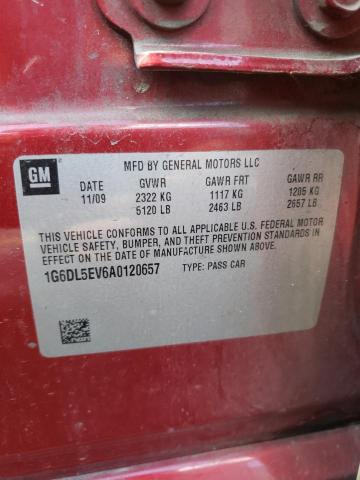 GM
MFD BY GENERAL MOTORS LLC
DATE GVWR GAWR FRT GAWR RR
11/09 2322 KG 1117 KG 1205 KG
5120 LB 2463 LB 2657 LB
THIS VEHICLE CONFORMS TO ALL APPLICABLE U.S. FEDERAL MOTOR
VEHICLE SAFETY, BUMPER, AND THEFT PREVENTION STANDARDS IN
EFFECT ON THE DATE OF MANUFACTURE SHOWN ABOVE.
1G6DL5EV6A0120657 TYPE: PASS CAR